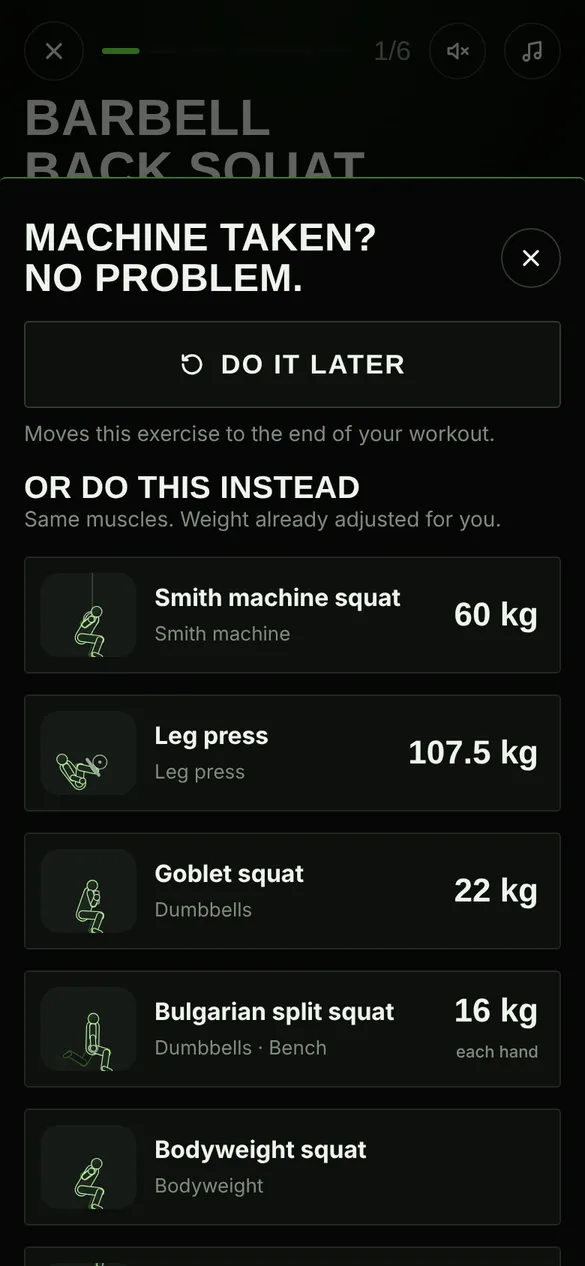 1/6
BARBELL
BACK SQUAT
MACHINE TAKEN?
NO PROBLEM.
DO IT LATER
Moves this exercise to the end of your workout.
OR DO THIS INSTEAD
Same muscles. Weight already adjusted for you.
Smith machine squat
60 kg
Smith machine
Leg press
107.5 kg
Leg press
Goblet squat
22 kg
Dumbbells
Bulgarian split squat
16 kg
Dumbbells · Bench
each hand
Bodyweight squat
Bodyweight